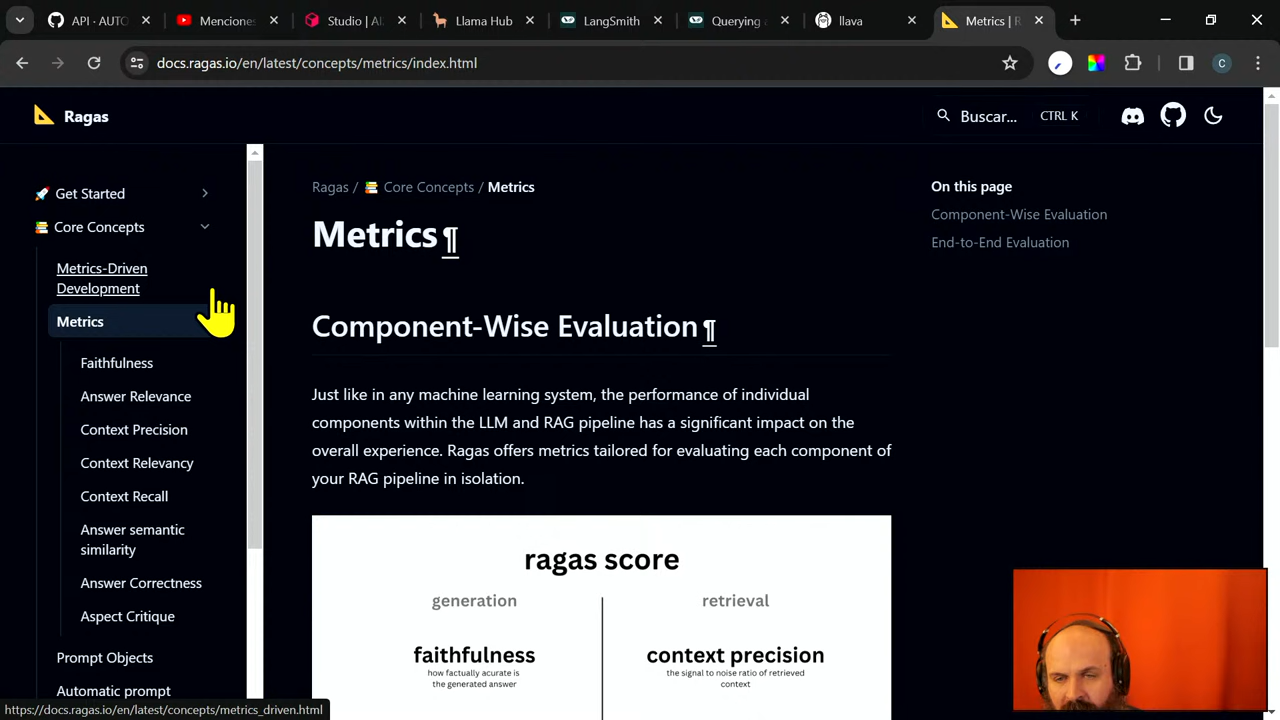 API · AUTO
Menciones
Studio | AI
Llama Hub
LangSmith
Querying a
llava
Metrics | R
docs.ragas.io/en/latest/concepts/metrics/index.html
C
Ragas
Buscar...
CTRL K
Get Started
Core Concepts
Metrics-Driven
Development
Metrics
Faithfulness
Answer Relevance
Context Precision
Context Relevancy
Context Recall
Answer semantic
similarity
Answer Correctness
Aspect Critique
Prompt Objects
Automatic prompt
Ragas / Core Concepts / Metrics
Metrics¶
Component-Wise Evaluation¶
Just like in any machine learning system, the performance of individual
components within the LLM and RAG pipeline has a significant impact on the
overall experience. Ragas offers metrics tailored for evaluating each component of
your RAG pipeline in isolation.
ragas score
generation
retrieval
faithfulness
how factually acurate is
the generated answer
context precision
the signal to noise ratio of retrieved
context
On this page
Component-Wise Evaluation
End-to-End Evaluation
https://docs.ragas.io/en/latest/concepts/metrics_driven.html